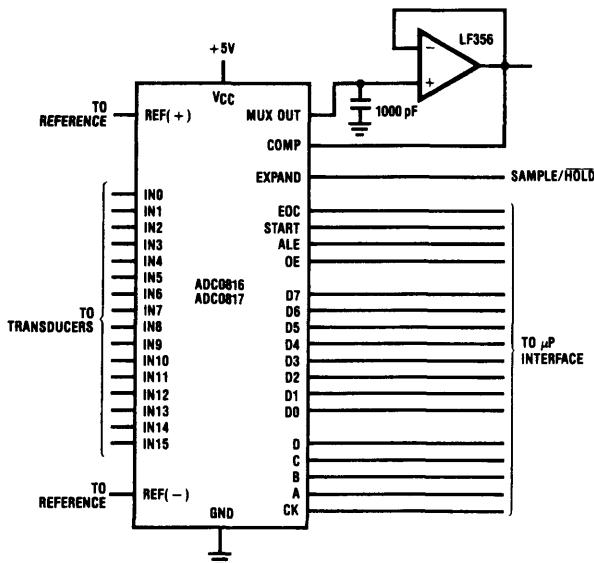 LF356
−
+
+5V
VCC
TO
REFERENCE
REF(+)
MUX OUT
1000 pF
COMP
EXPAND
SAMPLE/HOLD
IN0
IN1
IN2
IN3
IN4
IN5
IN6
IN7
IN8
IN9
IN10
IN11
IN12
IN13
IN14
IN15
TO
TRANSDUCERS
ADC0816
ADC0817
EOC
START
ALE
OE
D7
D6
D5
D4
D3
D2
D1
D0
D
C
B
A
CK
TO µP
INTERFACE
TO
REFERENCE
REF(−)
GND